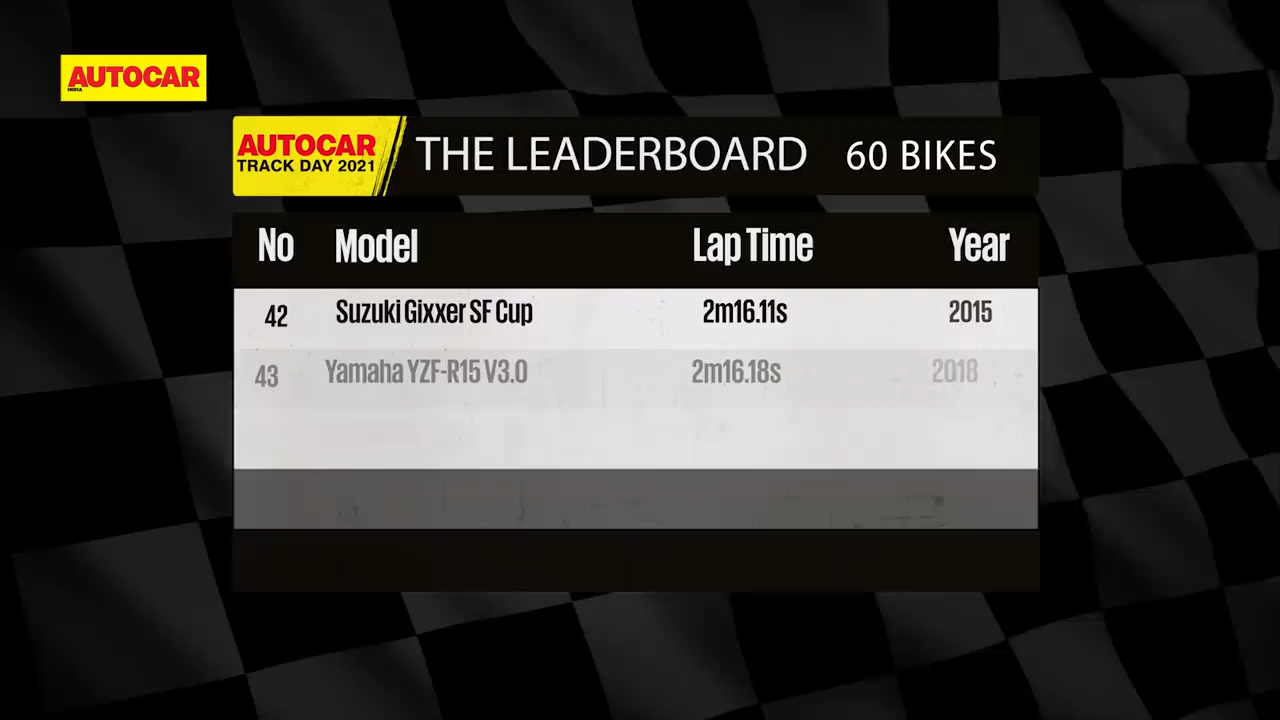 AUTOCAR
INDIA
AUTOCAR
TRACK DAY 2021
THE LEADERBOARD 60 BIKES
No Model Lap Time Year
42 Suzuki Gixxer SF Cup 2m16.11s 2015
43 Yamaha YZF-R15 V3.0 2m16.18s 2018